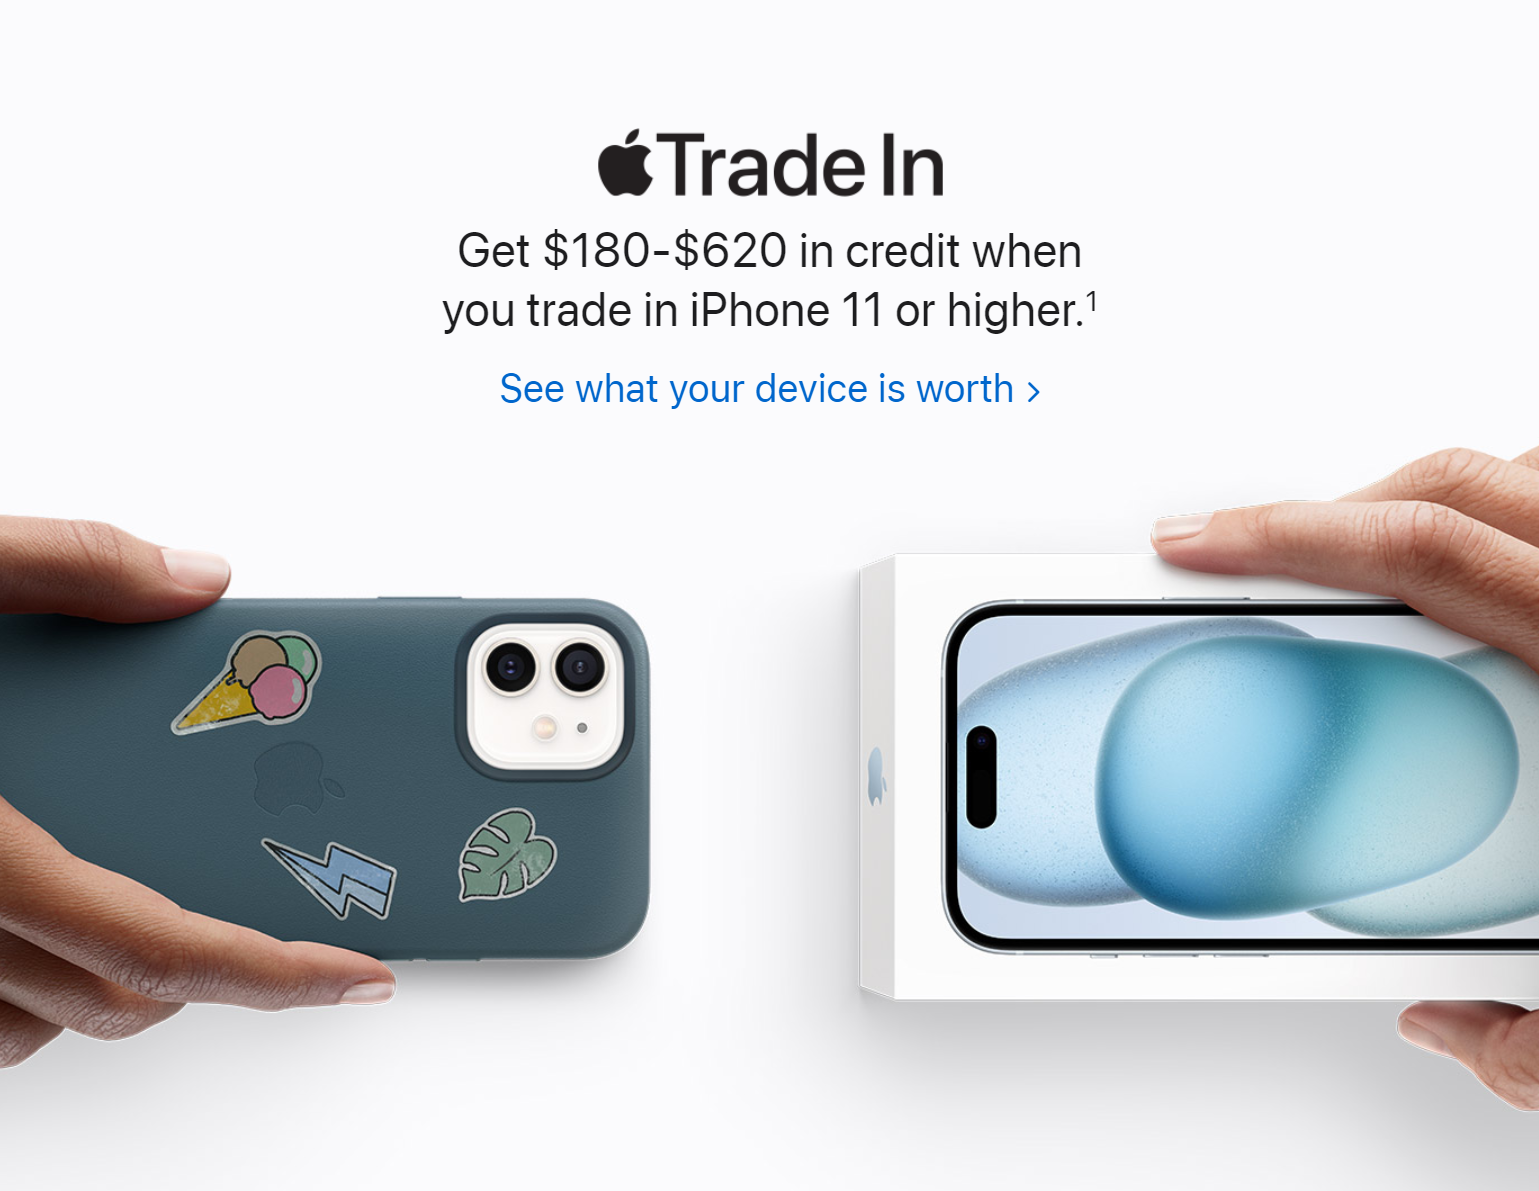 Trade In
Get $180-$620 in credit when
you trade in iPhone 11 or higher.¹
See what your device is worth ›